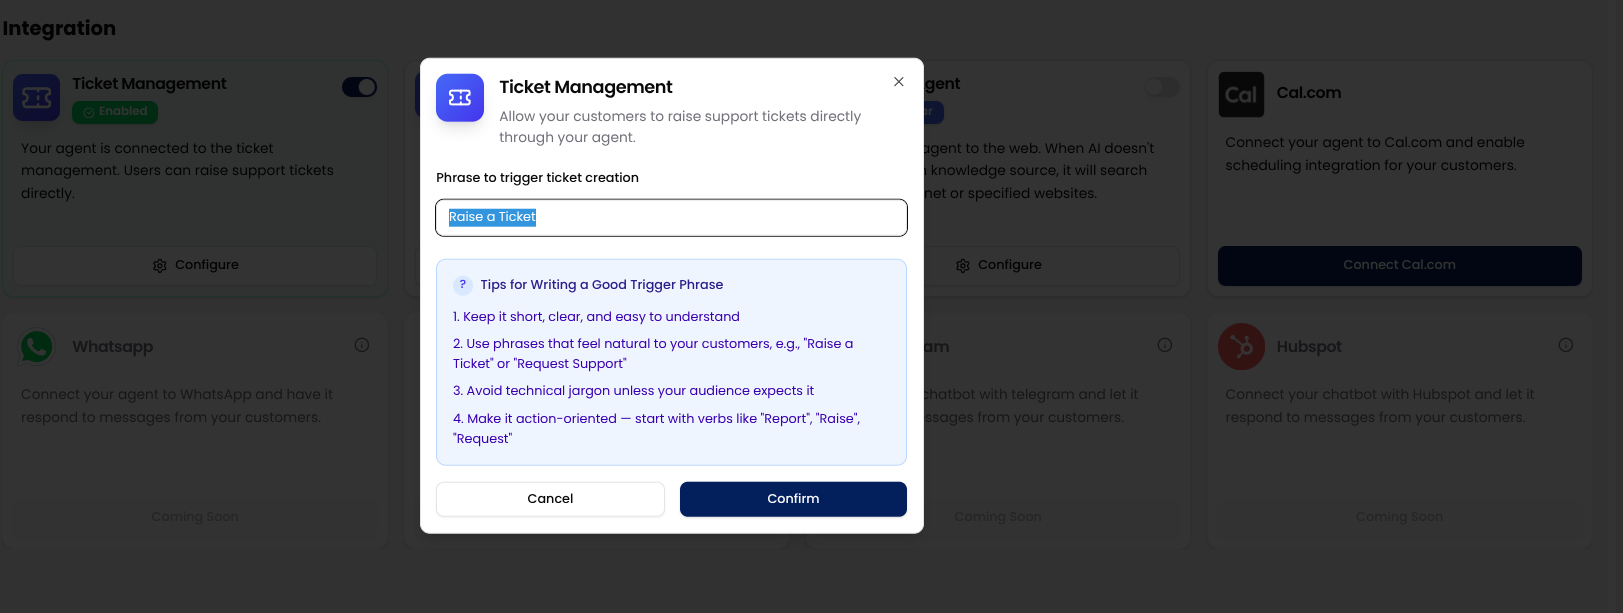 Integration
Ticket Management
Enabled
Your agent is connected to the ticket
management. Users can raise support tickets
directly.
Configure
Ticket Management
Allow your customers to raise support tickets directly
through your agent.
Phrase to trigger ticket creation
Raise a Ticket
? Tips for Writing a Good Trigger Phrase
1. Keep it short, clear, and easy to understand
2. Use phrases that feel natural to your customers, e.g., "Raise a
Ticket" or "Request Support"
3. Avoid technical jargon unless your audience expects it
4. Make it action-oriented — start with verbs like "Report", "Raise",
"Request"
Cancel
Confirm
gent
ar
agent to the web. When AI doesn't
knowledge source, it will search
net or specified websites.
Configure
Cal
Cal.com
Connect your agent to Cal.com and enable
scheduling integration for your customers.
Connect Cal.com
Whatsapp
Connect your agent to WhatsApp and have it
respond to messages from your customers.
Coming Soon
am
chatbot with telegram and let it
ssages from your customers.
Coming Soon
Hubspot
Connect your chatbot with Hubspot and let it
respond to messages from your customers.
Coming Soon